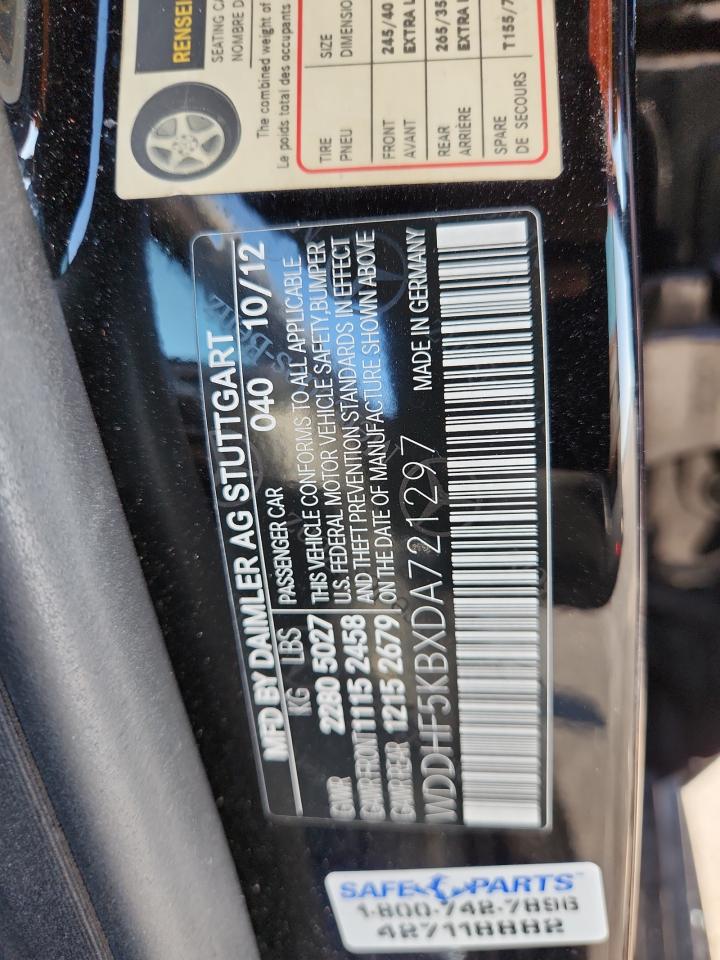 RENSEI
SEATING CA
NOMBRE D
The combined weight of
Le poids total des occupants
TIRE SIZE
PNEU DIMENSIO
FRONT 245/40
AVANT EXTRA L
REAR 265/35
ARRIÈRE EXTRA
SPARE T155/7
DE SECOURS
MFD BY DAIMLER AG STUTTGART
KG LBS 040 10/12
PASSENGER CAR
GVWR 2280 5027 THIS VEHICLE CONFORMS TO ALL APPLICABLE
GAWR FRONT 1115 2458 U.S. FEDERAL MOTOR VEHICLE SAFETY,BUMPER
GAWR REAR 1215 2679 AND THEFT PREVENTION STANDARDS IN EFFECT
ON THE DATE OF MANUFACTURE SHOWN ABOVE
WDDHF5KBXDA721297 MADE IN GERMANY
SAFE PARTS
1-800-742-7896
427118882